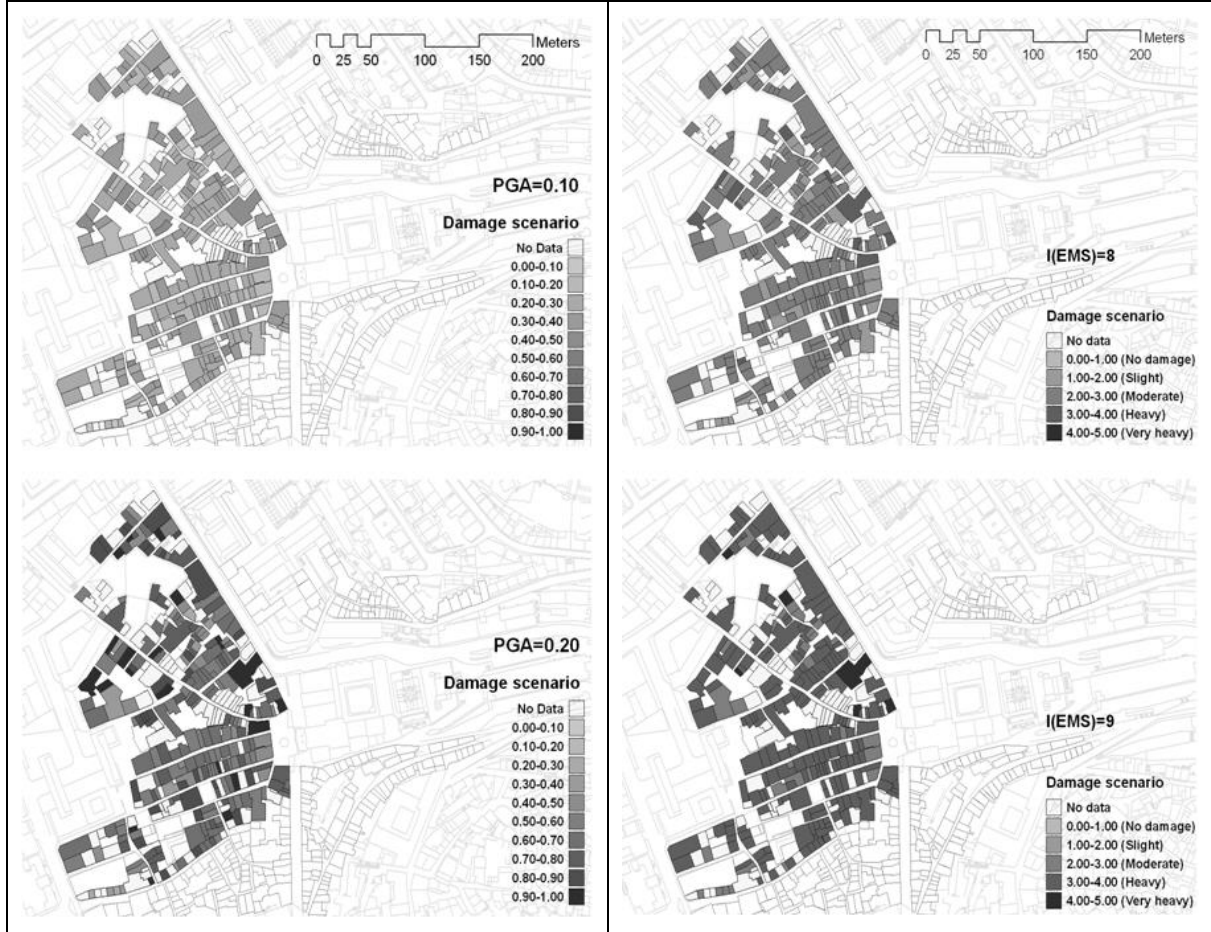 Meters
0 25 50 100 150 200
PGA=0.10
Damage scenario
No Data
0.00-0.10
0.10-0.20
0.20-0.30
0.30-0.40
0.40-0.50
0.50-0.60
0.60-0.70
0.70-0.80
0.80-0.90
0.90-1.00
Meters
0 25 50 100 150 200
I(EMS)=8
Damage scenario
No data
0.00-1.00 (No damage)
1.00-2.00 (Slight)
2.00-3.00 (Moderate)
3.00-4.00 (Heavy)
4.00-5.00 (Very heavy)
PGA=0.20
Damage scenario
No Data
0.00-0.10
0.10-0.20
0.20-0.30
0.30-0.40
0.40-0.50
0.50-0.60
0.60-0.70
0.70-0.80
0.80-0.90
0.90-1.00
I(EMS)=9
Damage scenario
No data
0.00-1.00 (No damage)
1.00-2.00 (Slight)
2.00-3.00 (Moderate)
3.00-4.00 (Heavy)
4.00-5.00 (Very heavy)